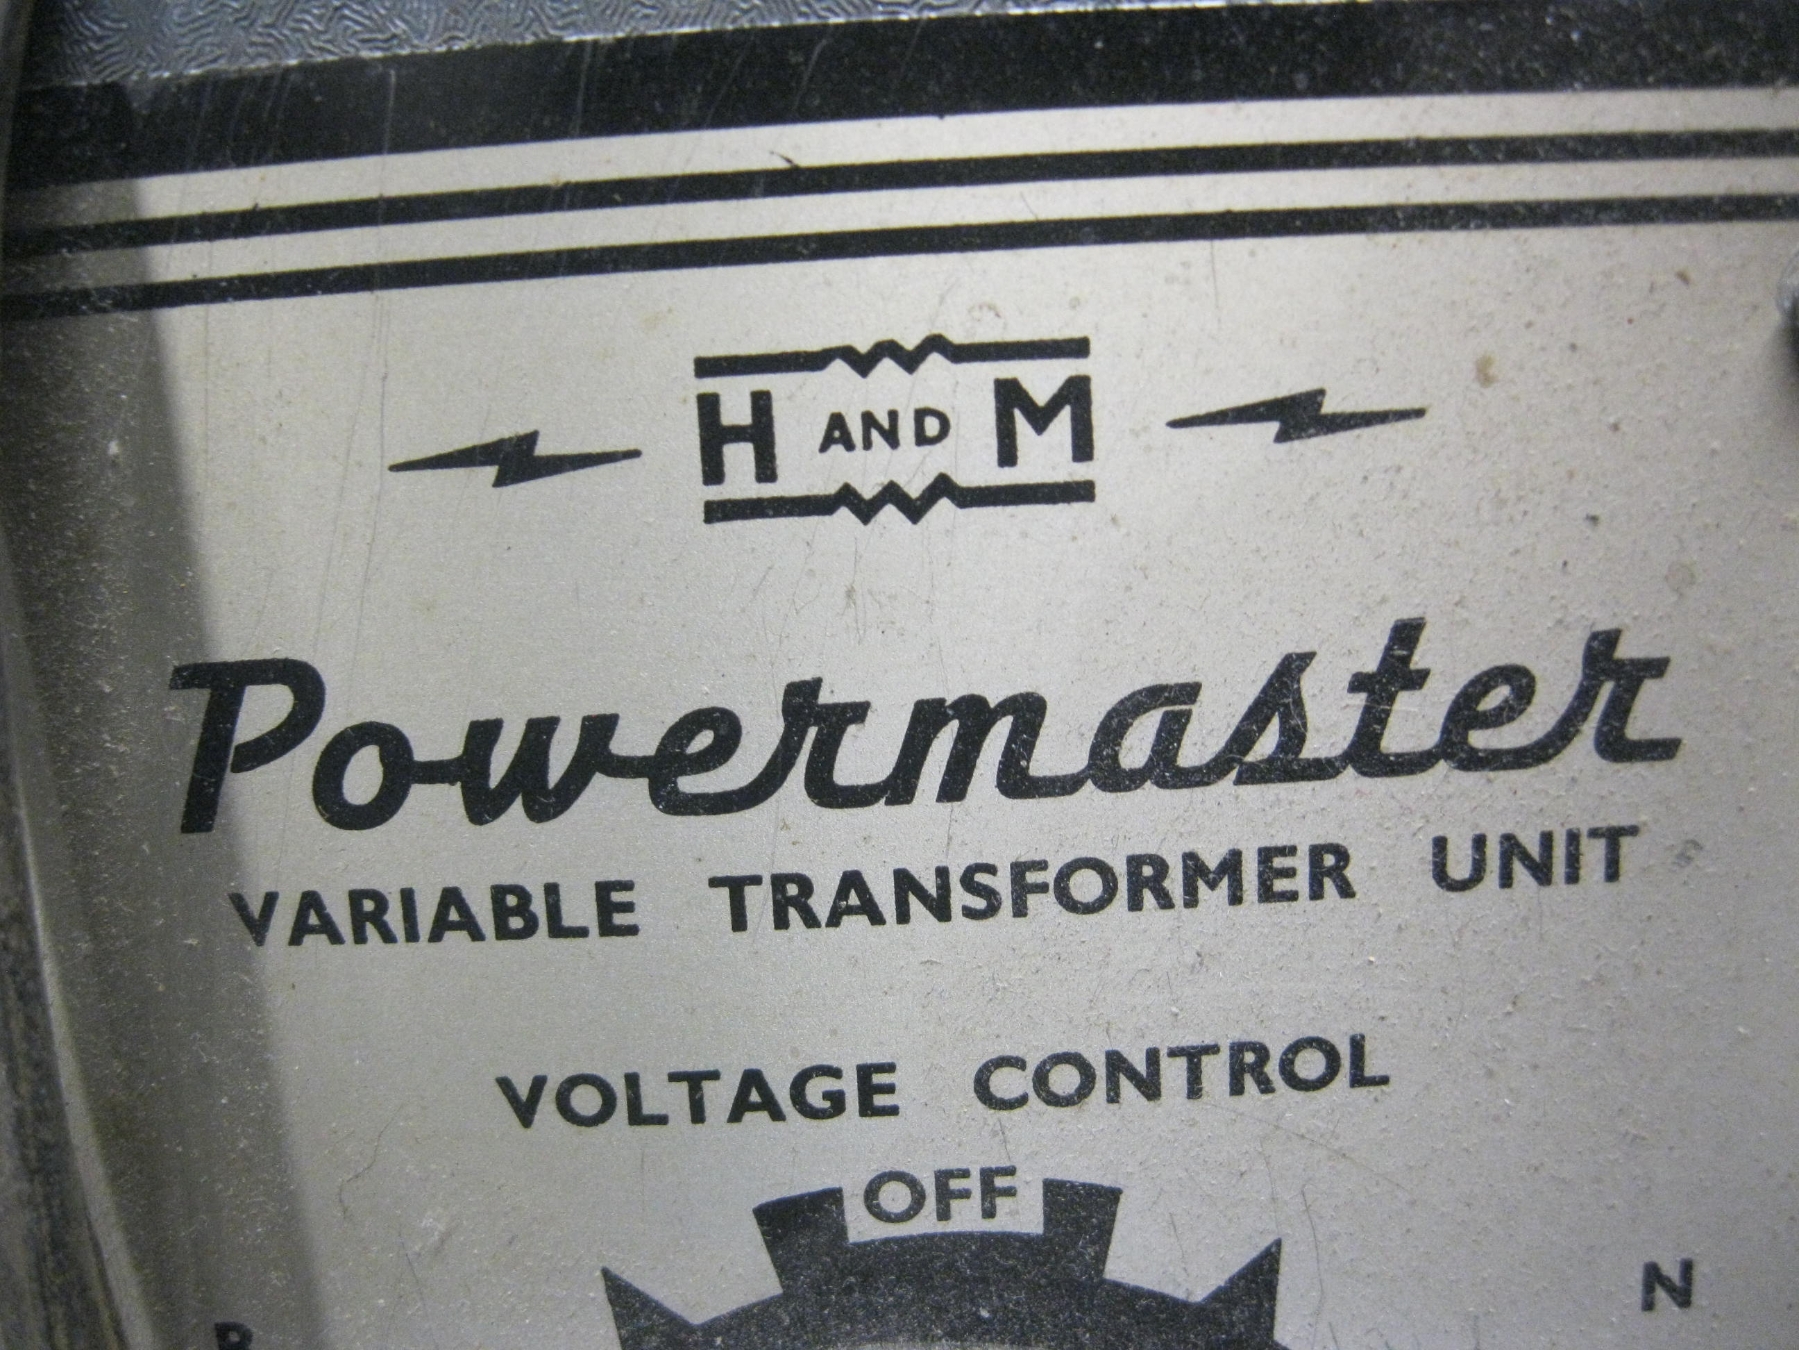 H AND M
Powermaster
VARIABLE TRANSFORMER UNIT
VOLTAGE CONTROL
OFF
N
R